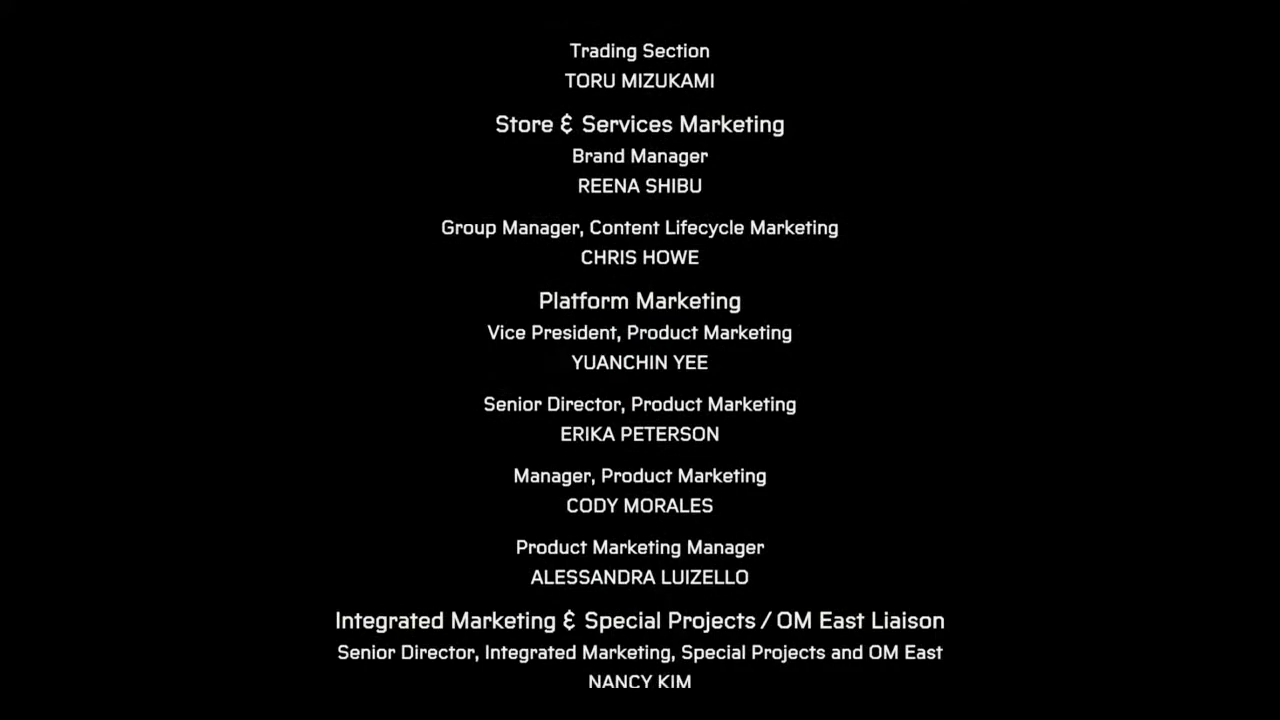 Trading Section
TORU MIZUKAMI
Store & Services Marketing
Brand Manager
REENA SHIBU
Group Manager, Content Lifecycle Marketing
CHRIS HOWE
Platform Marketing
Vice President, Product Marketing
YUANCHIN YEE
Senior Director, Product Marketing
ERIKA PETERSON
Manager, Product Marketing
CODY MORALES
Product Marketing Manager
ALESSANDRA LUIZELLO
Integrated Marketing & Special Projects / OM East Liaison
Senior Director, Integrated Marketing, Special Projects and OM East
NANCY KIM